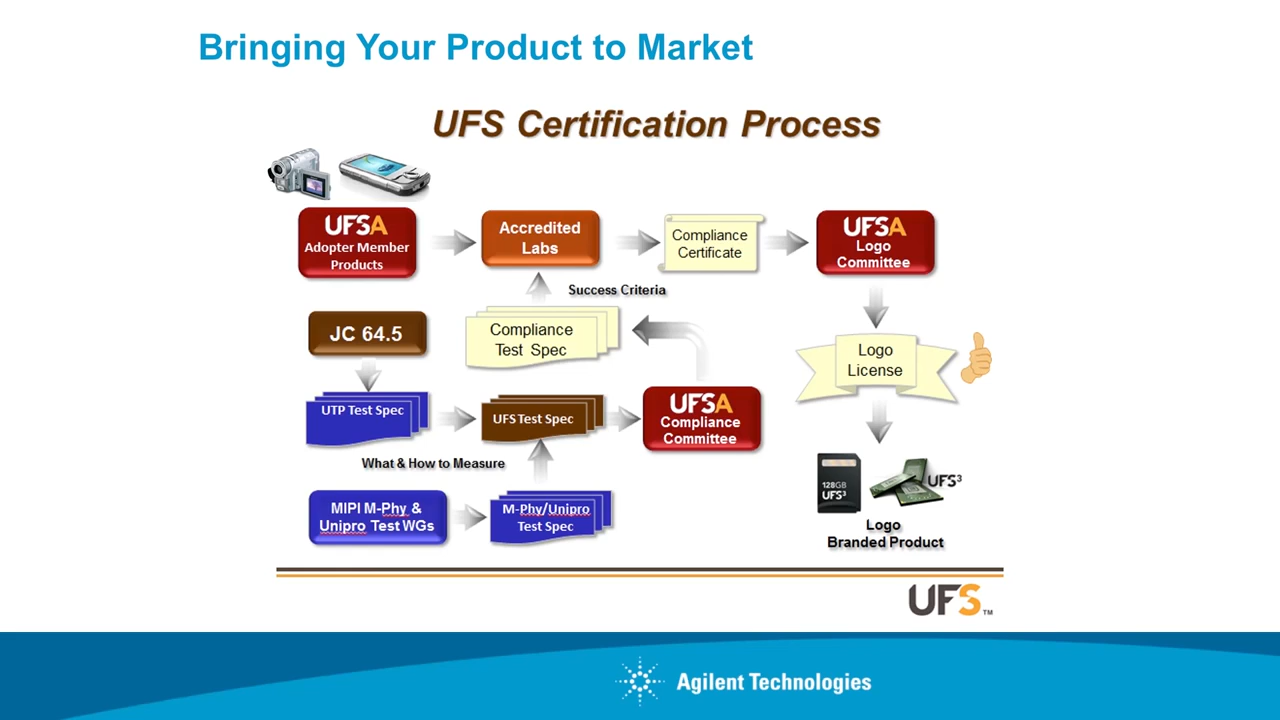 Bringing Your Product to Market
UFS Certification Process
UFSA
Adopter Member
Products
Accredited
Labs
Compliance
Certificate
UFSA
Logo
Committee
Success Criteria
JC 64.5
Compliance
Test Spec
Logo
License
UTP Test Spec
UFS Test Spec
UFSA
Compliance
Committee
What & How to Measure
128GB
UFS³
UFS³
MIPI M-Phy &
Unipro Test WGs
M-Phy/Unipro
Test Spec
Logo
Branded Product
UFS TM
Agilent Technologies